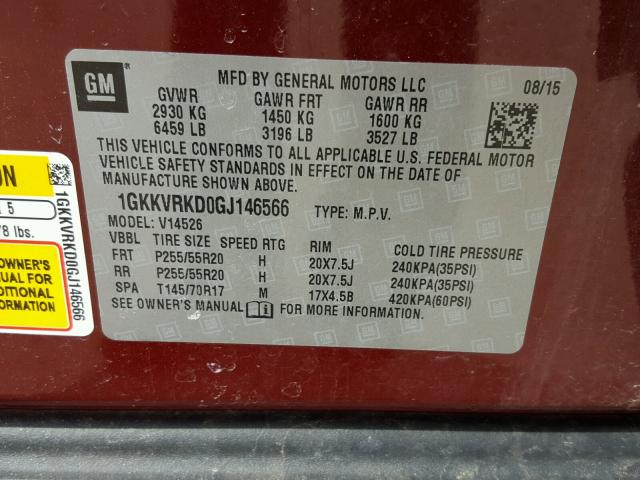 GM
MFD BY GENERAL MOTORS LLC
08/15
GVWR GAWR FRT GAWR RR
2930 KG 1450 KG 1600 KG
6459 LB 3196 LB 3527 LB
THIS VEHICLE CONFORMS TO ALL APPLICABLE U.S. FEDERAL MOTOR
VEHICLE SAFETY STANDARDS IN EFFECT ON THE DATE OF
MANUFACTURE SHOWN ABOVE.
1GKKVRKD0GJ146566 TYPE: M.P.V.
MODEL: V14526
VBBL TIRE SIZE SPEED RTG RIM COLD TIRE PRESSURE
FRT P255/55R20 H 20X7.5J 240KPA(35PSI)
RR P255/55R20 H 20X7.5J 240KPA(35PSI)
SPA T145/70R17 M 17X4.5B 420KPA(60PSI)
SEE OWNER'S MANUAL FOR MORE INFORMATION.
ON
5
8 lbs.
OWNER'S
NUAL FOR
DITIONAL
ORMATION
1GKKVRKD0GJ146566